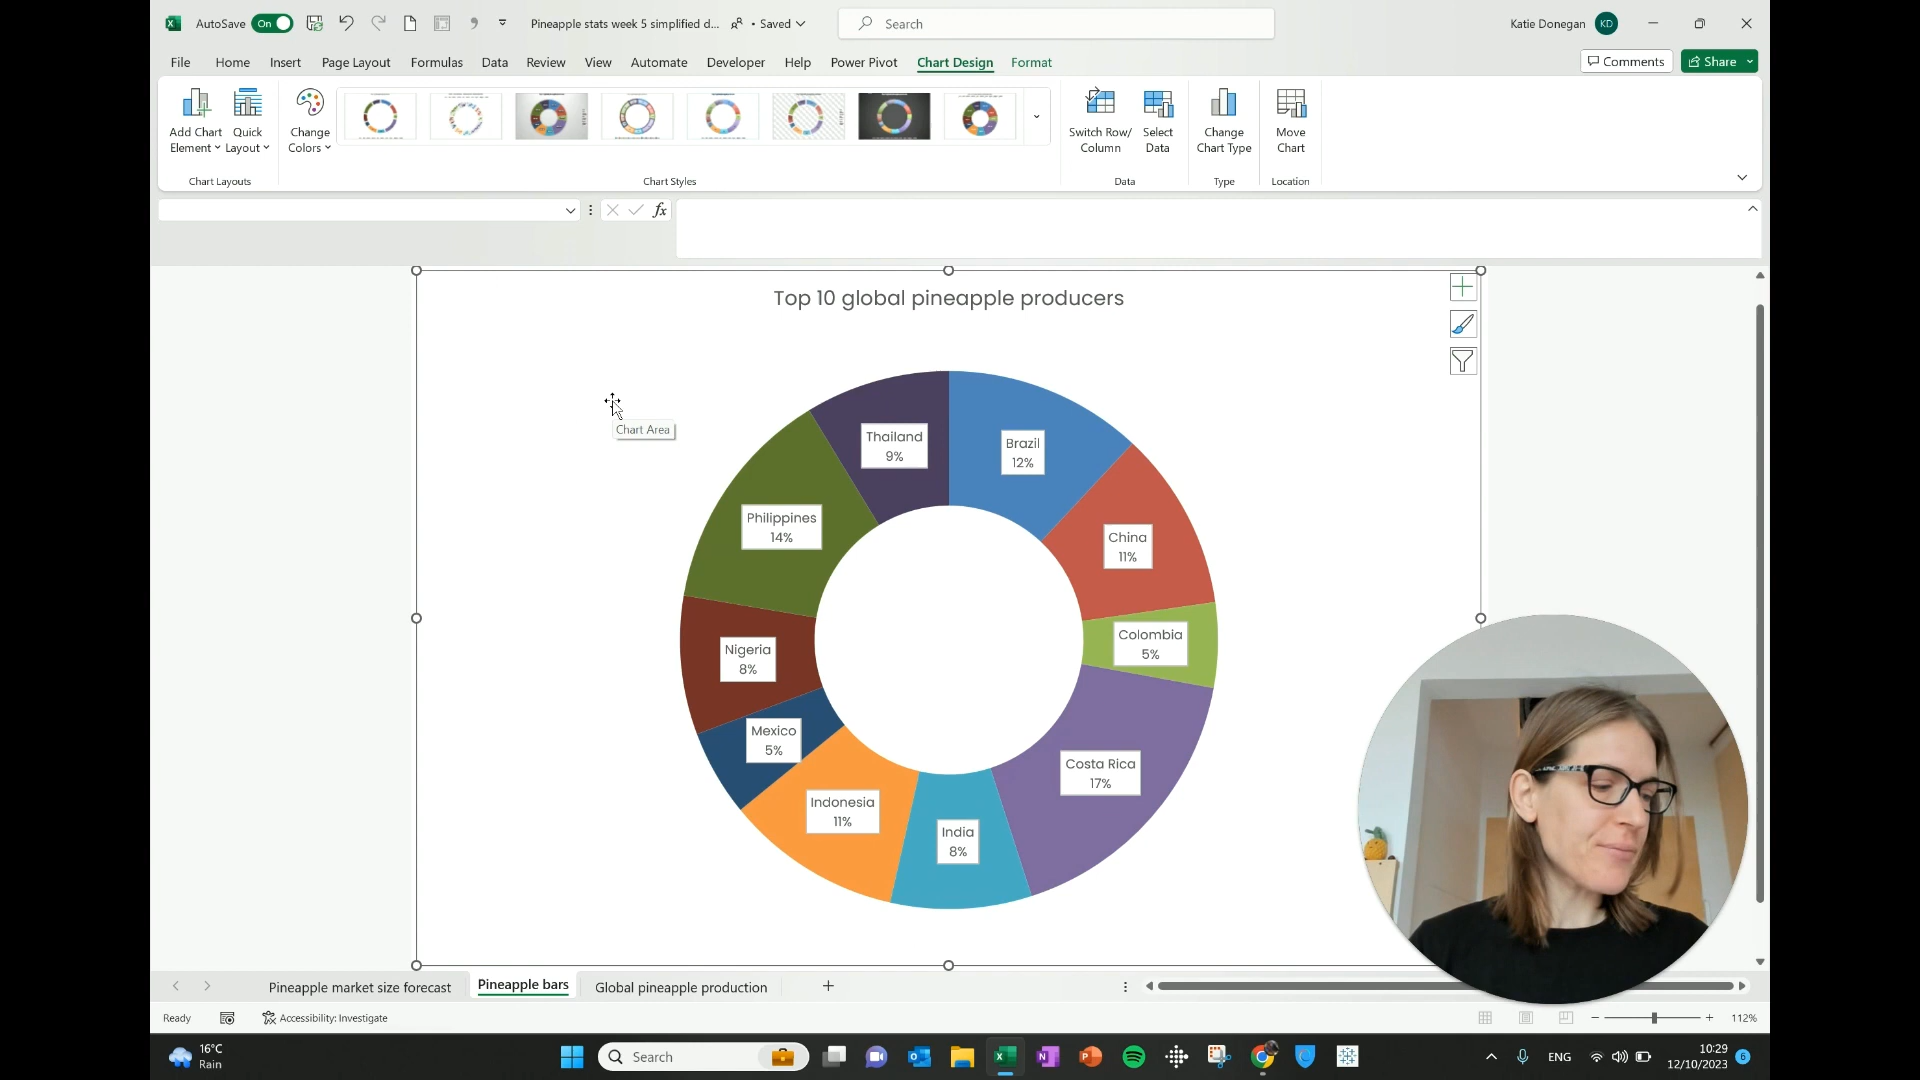 AutoSave On
Pineapple stats week 5 simplified d... • Saved
Search
Katie Donegan KD
File Home Insert Page Layout Formulas Data Review View Automate Developer Help Power Pivot Chart Design Format
Comments Share
Add Chart Element
Quick Layout
Change Colors
Switch Row/ Column
Select Data
Change Chart Type
Move Chart
Chart Layouts
Chart Styles
Data
Type
Location
fx
Top 10 global pineapple producers
Chart Area
Thailand
9%
Brazil
12%
Philippines
14%
China
11%
Colombia
5%
Nigeria
8%
Mexico
5%
Costa Rica
17%
Indonesia
11%
India
8%
Pineapple market size forecast Pineapple bars Global pineapple production
Ready Accessibility: Investigate
112%
16°C
Rain
Search
ENG
10:29
12/10/2023
6